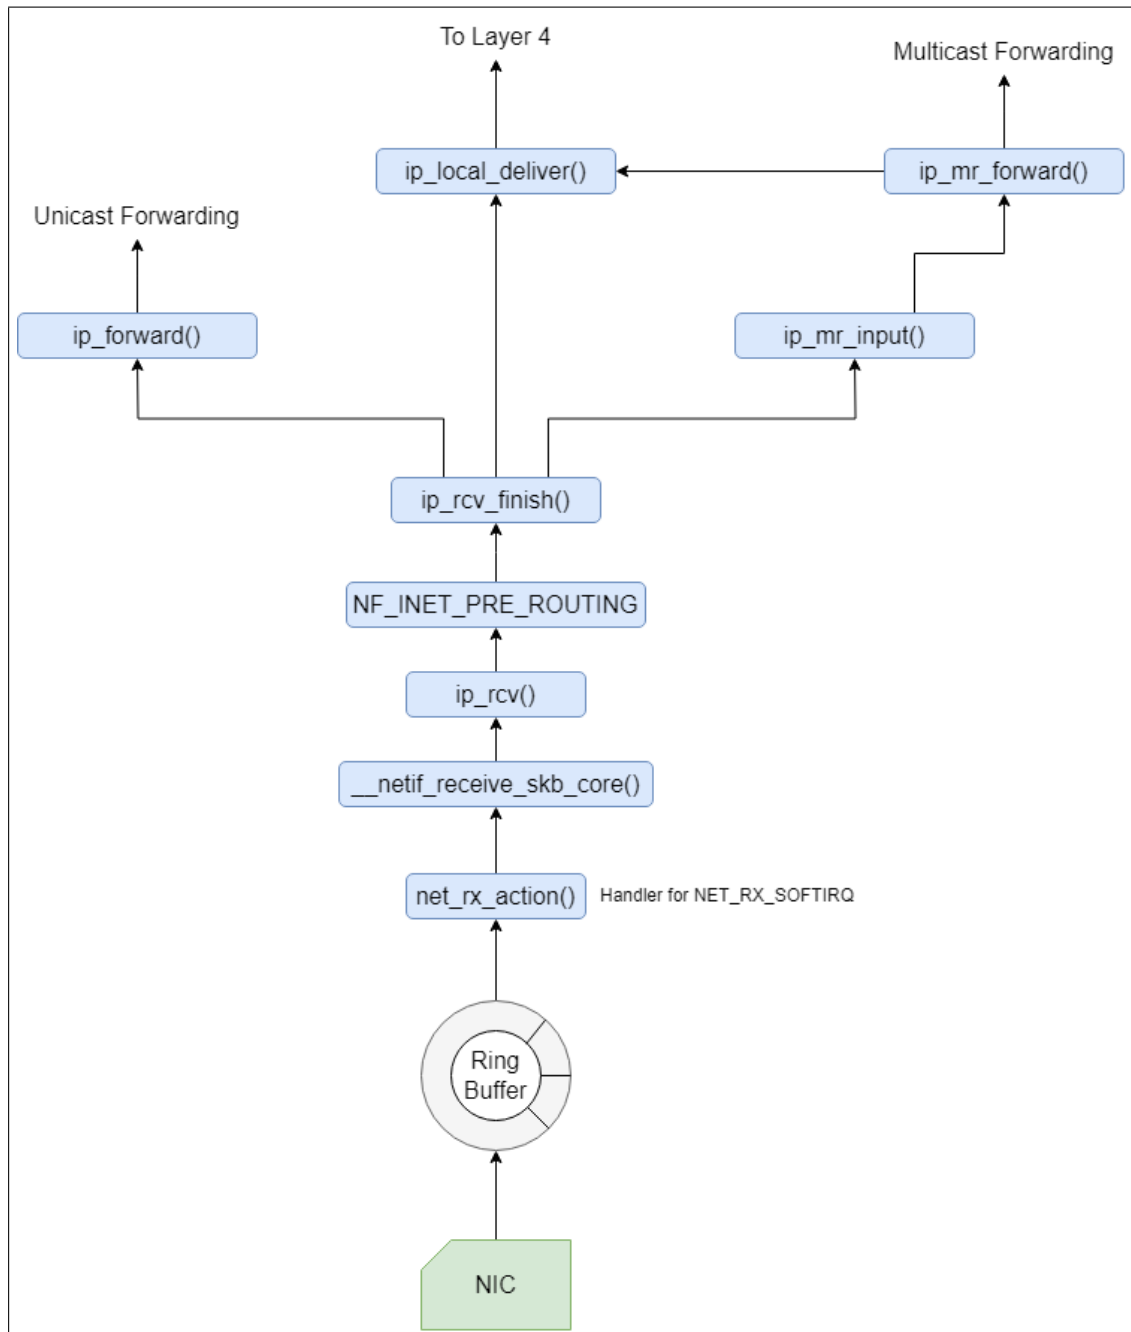 To Layer 4
Multicast Forwarding
ip_local_deliver()
ip_mr_forward()
Unicast Forwarding
ip_forward()
ip_mr_input()
ip_rcv_finish()
NF_INET_PRE_ROUTING
ip_rcv()
__netif_receive_skb_core()
net_rx_action()
Handler for NET_RX_SOFTIRQ
Ring
Buffer
NIC